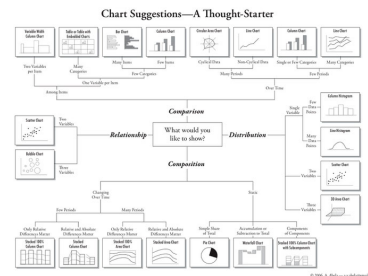 Chart Suggestions—A Thought-Starter
Variable Width
Column Chart
Table or Table with
Embedded Charts
Bar Chart
Column Chart
Circular Area Chart
Line Chart
Column Chart
Line Chart
Two Variables
per Item
Many
Categories
Many Items
Few Items
Few Categories
Cyclical Data
Non-Cyclical Data
Single or Few Categories
Many Categories
One Variable per Item
Many Periods
Few Periods
Among Items
Over Time
Comparison
What would you
like to show?
Relationship
Distribution
Composition
Scatter Chart
Two
Variables
Bubble Chart
Three
Variables
Single
Variable
Few
Data
Points
Column Histogram
Many
Data
Points
Line Histogram
Two
Variables
Scatter Chart
Three
Variables
3D Area Chart
Changing
Over Time
Static
Few Periods
Many Periods
Only Relative
Differences Matter
Relative and Absolute
Differences Matter
Only Relative
Differences Matter
Relative and Absolute
Differences Matter
Simple Share
of Total
Accumulation or
Subtraction to Total
Components of
Components
Stacked 100%
Column Chart
Stacked
Column Chart
Stacked 100%
Area Chart
Stacked Area Chart
Pie Chart
Waterfall Chart
Stacked 100% Column Chart
with Subcomponents